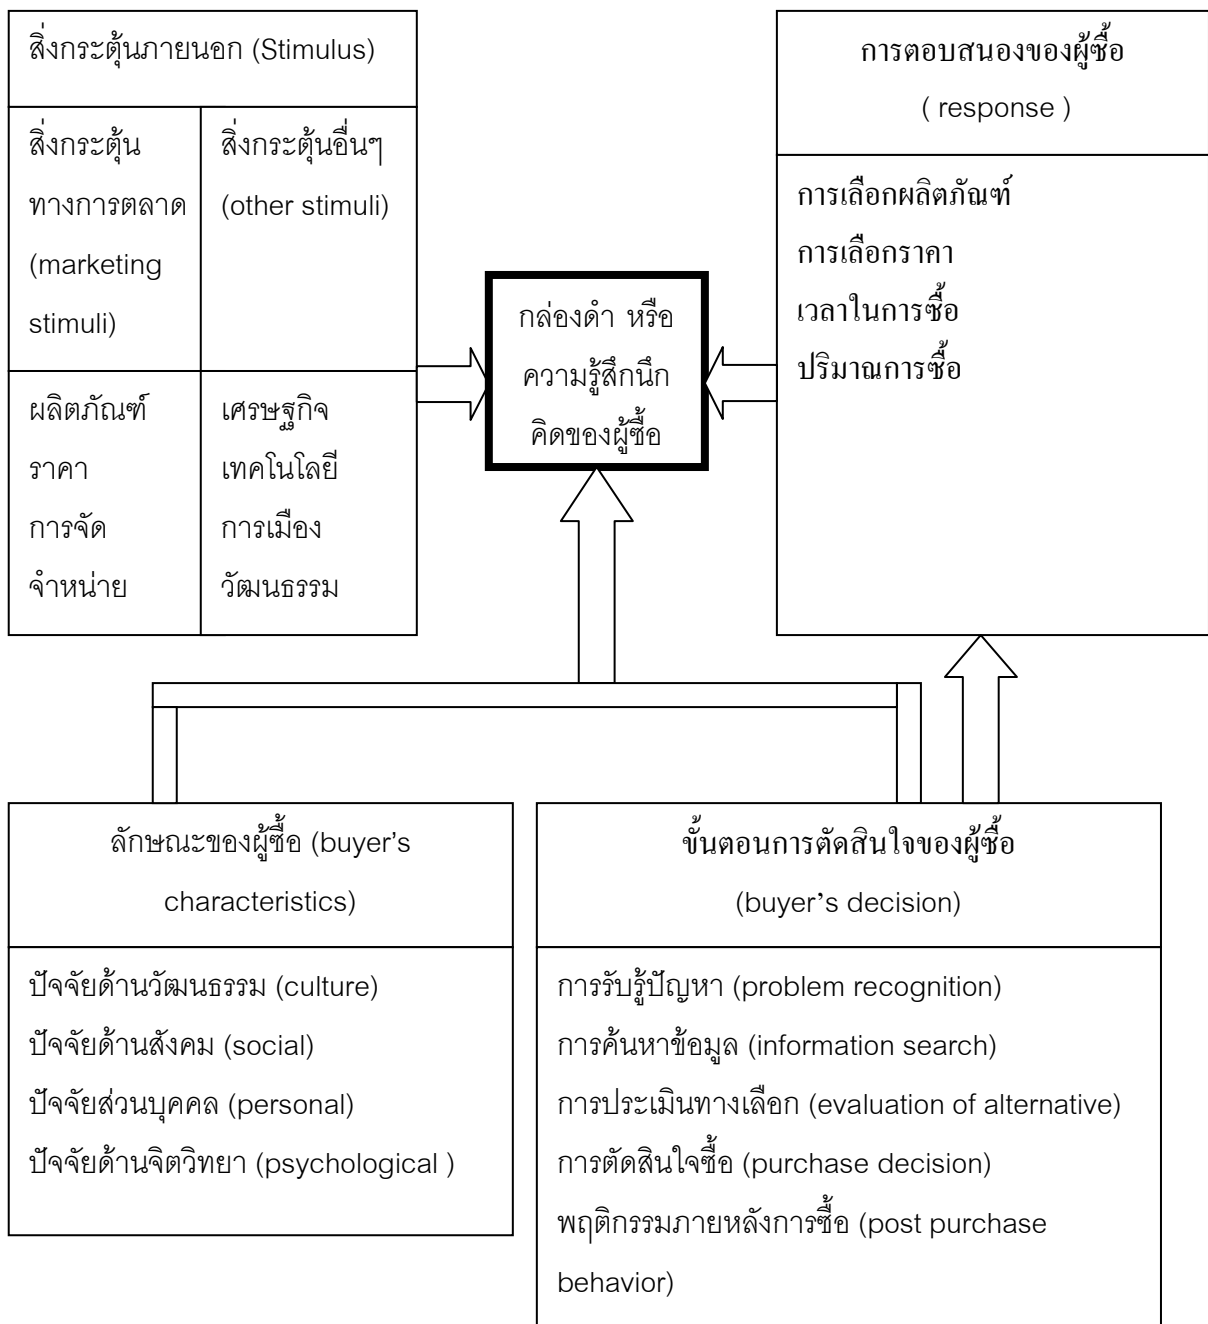 สิ่งกระตุ้นภายนอก (Stimulus)
สิ่งกระตุ้น
ทางการตลาด
(marketing
stimuli)
สิ่งกระตุ้นอื่นๆ
(other stimuli)
ผลิตภัณฑ์
ราคา
การจัด
จำหน่าย
เศรษฐกิจ
เทคโนโลยี
การเมือง
วัฒนธรรม
กล่องดำ หรือ
ความรู้สึกนึก
คิดของผู้ซื้อ
การตอบสนองของผู้ซื้อ
( response )
การเลือกผลิตภัณฑ์
การเลือกราคา
เวลาในการซื้อ
ปริมาณการซื้อ
ลักษณะของผู้ซื้อ (buyer’s
characteristics)
ปัจจัยด้านวัฒนธรรม (culture)
ปัจจัยด้านสังคม (social)
ปัจจัยส่วนบุคคล (personal)
ปัจจัยด้านจิตวิทยา (psychological )
ขั้นตอนการตัดสินใจของผู้ซื้อ
(buyer’s decision)
การรับรู้ปัญหา (problem recognition)
การค้นหาข้อมูล (information search)
การประเมินทางเลือก (evaluation of alternative)
การตัดสินใจซื้อ (purchase decision)
พฤติกรรมภายหลังการซื้อ (post purchase
behavior)